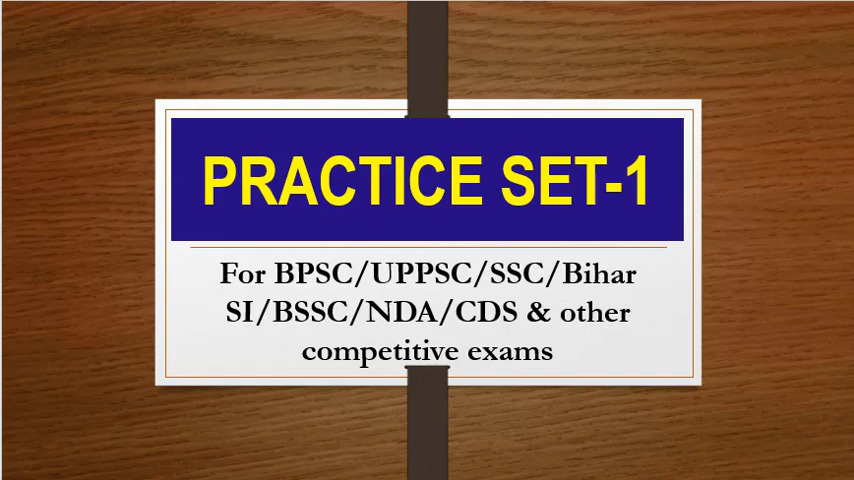 PRACTICE SET-1
For BPSC/UPPSC/SSC/Bihar
SI/BSSC/NDA/CDS & other
competitive exams